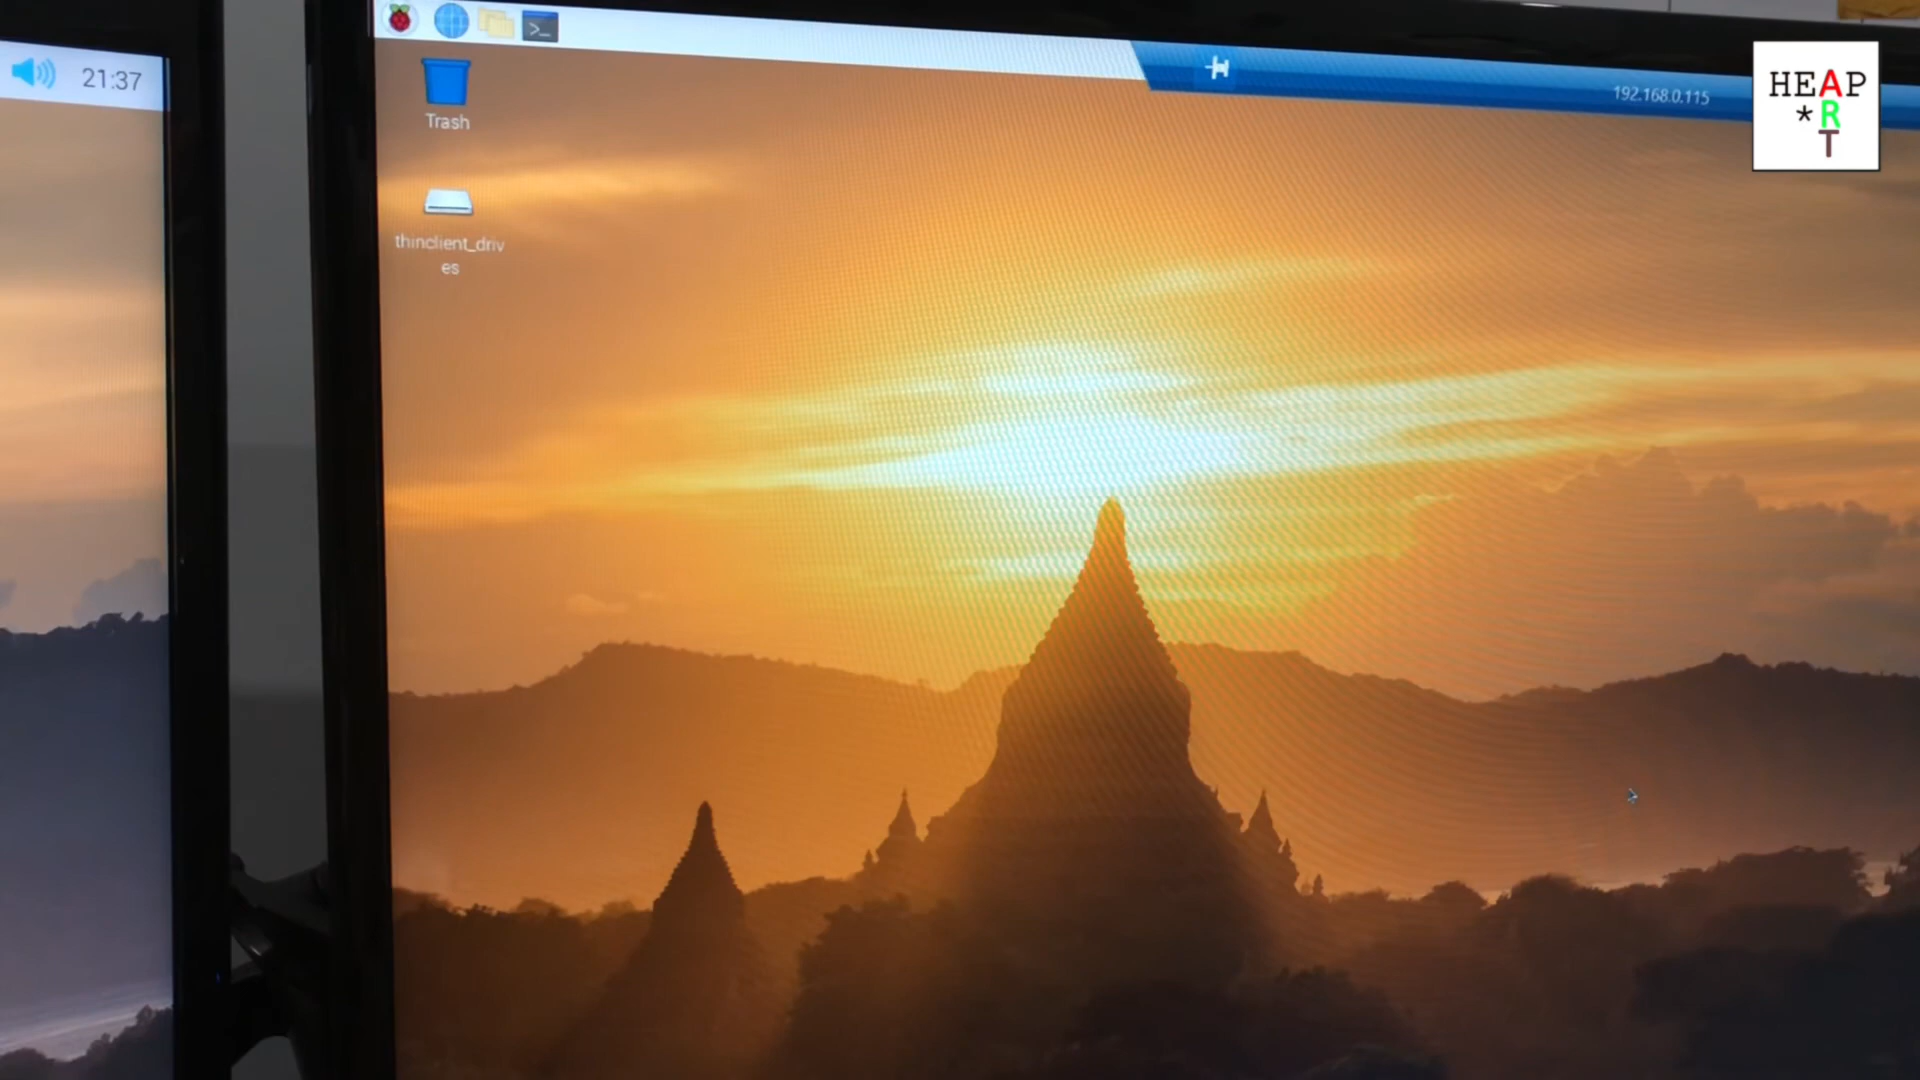 21:37
Trash
thinclient_driv
es
192.168.0.115
HEAP
*R
T
>_